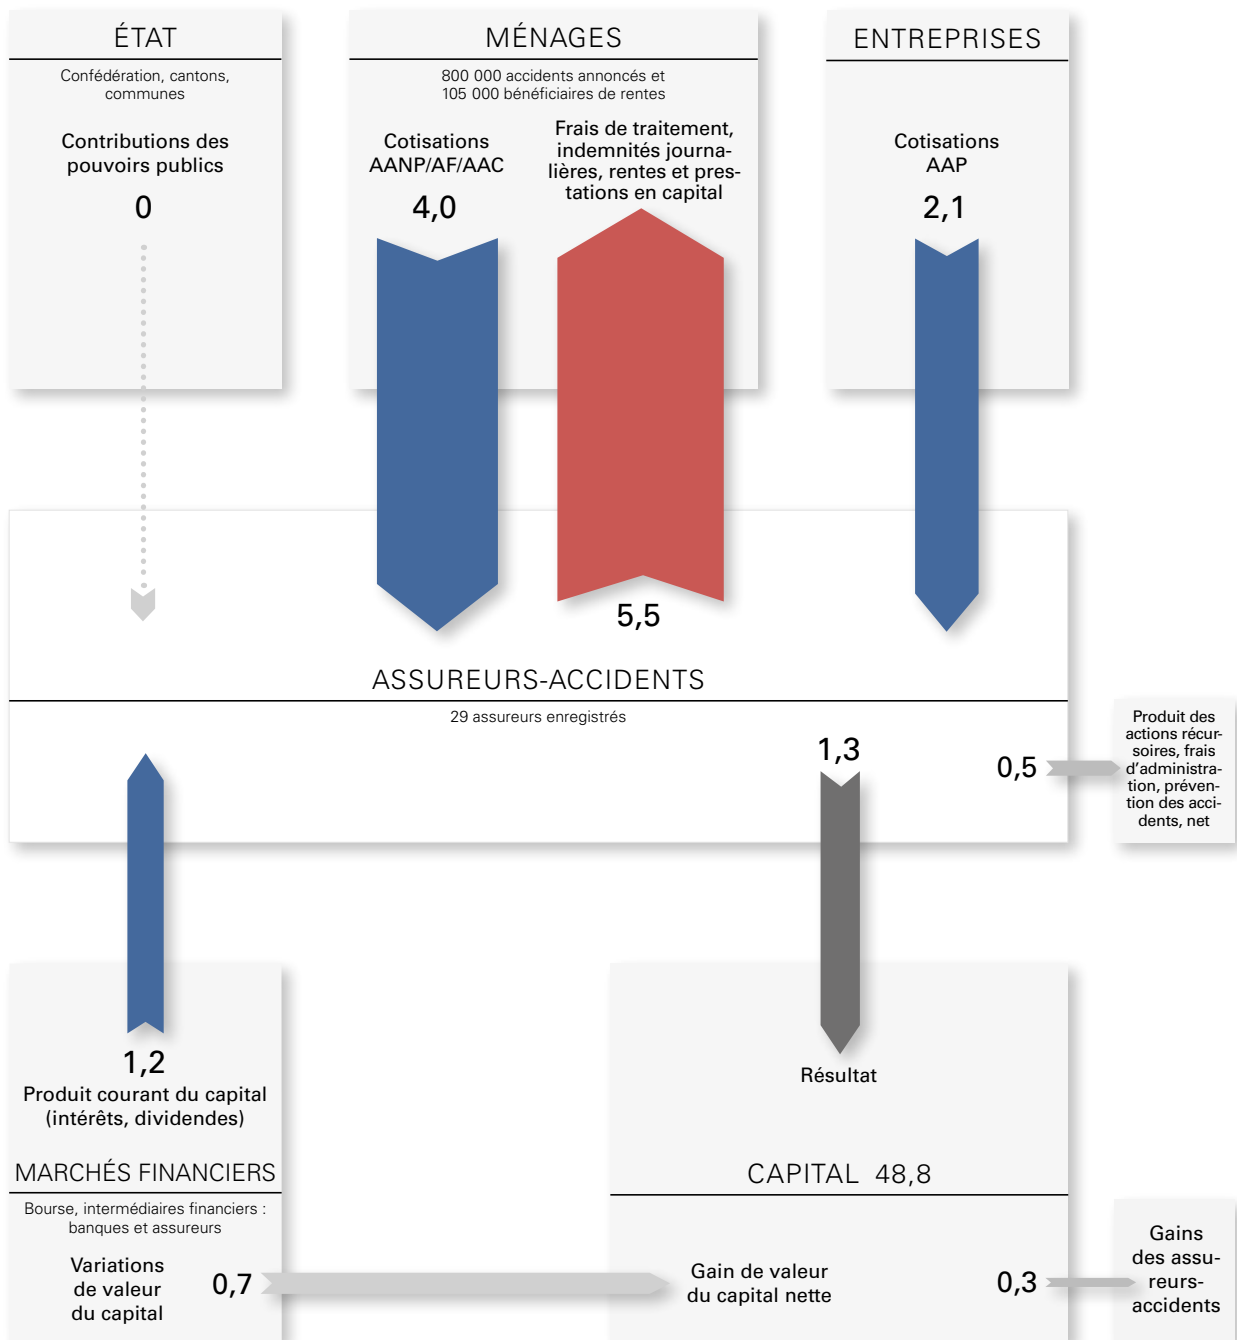 ÉTAT
Confédération, cantons,
communes
Contributions des
pouvoirs publics
0
MÉNAGES
800 000 accidents annoncés et
105 000 bénéficiaires de rentes
Cotisations
AANP/AF/AAC
4,0
Frais de traitement,
indemnités journa-
lières, rentes et pres-
tations en capital
ENTREPRISES
Cotisations
AAP
2,1
5,5
ASSUREURS-ACCIDENTS
29 assureurs enregistrés
1,3
0,5
Produit des
actions récur-
soires, frais
d’administra-
tion, préven-
tion des acci-
dents, net
1,2
Produit courant du capital
(intérêts, dividendes)
MARCHÉS FINANCIERS
Bourse, intermédiaires financiers :
banques et assureurs
Variations
de valeur
du capital
0,7
Résultat
CAPITAL 48,8
Gain de valeur
du capital nette
0,3
Gains
des assu-
reurs-
accidents